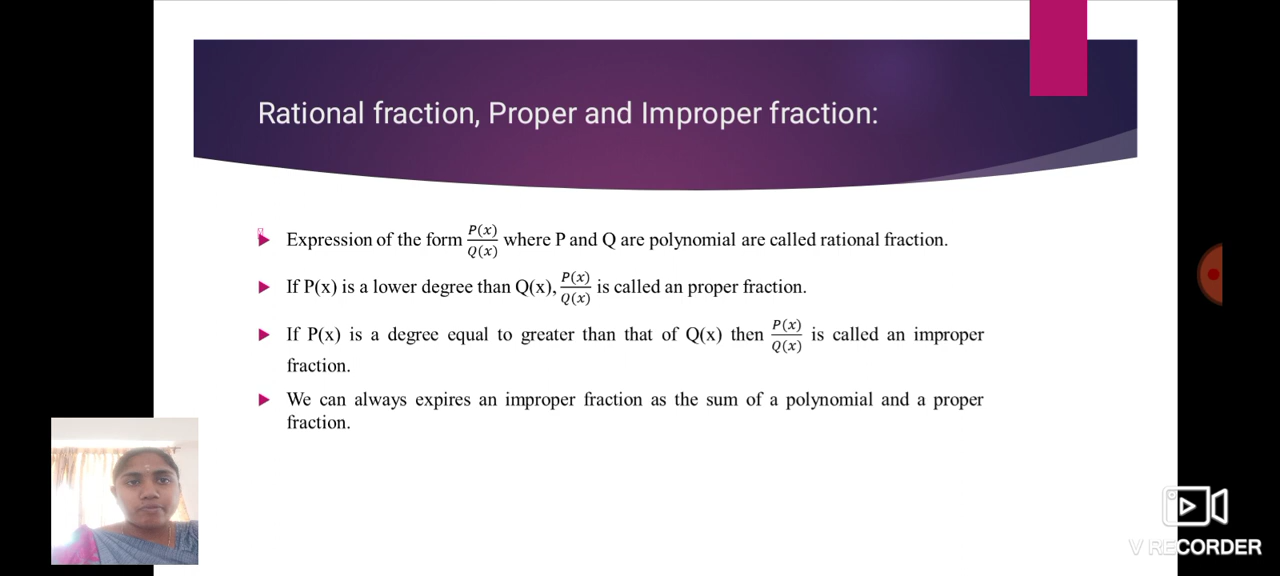 Rational fraction, Proper and Improper fraction:
Expression of the form P(x)/Q(x) where P and Q are polynomial are called rational fraction.
If P(x) is a lower degree than Q(x), P(x)/Q(x) is called an proper fraction.
If P(x) is a degree equal to greater than that of Q(x) then P(x)/Q(x) is called an improper
fraction.
We can always expires an improper fraction as the sum of a polynomial and a proper
fraction.
V RECORDER